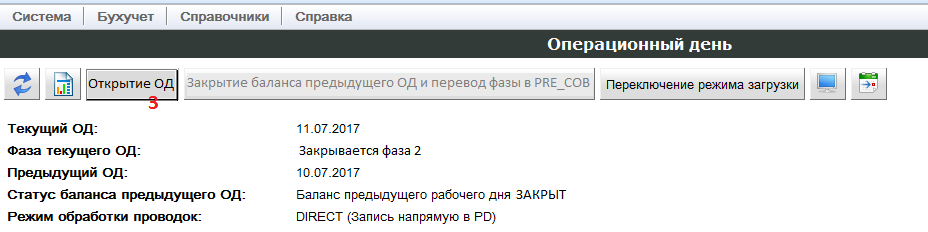 Система Бухучет Справочники Справка
Операционный день
Открытие ОД Закрытие баланса предыдущего ОД и перевод фазы в PRE_COB Переключение режима загрузки
3
Текущий ОД: 11.07.2017
Фаза текущего ОД: Закрывается фаза 2
Предыдущий ОД: 10.07.2017
Статус баланса предыдущего ОД: Баланс предыдущего рабочего дня ЗАКРЫТ
Режим обработки проводок: DIRECT (Запись напрямую в PD)